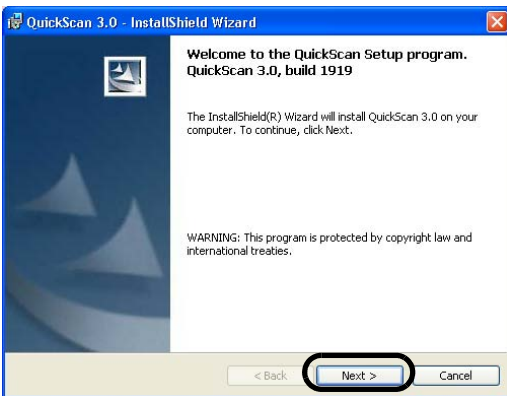 QuickScan 3.0 - InstallShield Wizard
Welcome to the QuickScan Setup program.
QuickScan 3.0, build 1919
The InstallShield(R) Wizard will install QuickScan 3.0 on your
computer. To continue, click Next.
WARNING: This program is protected by copyright law and
international treaties.
< Back Next > Cancel